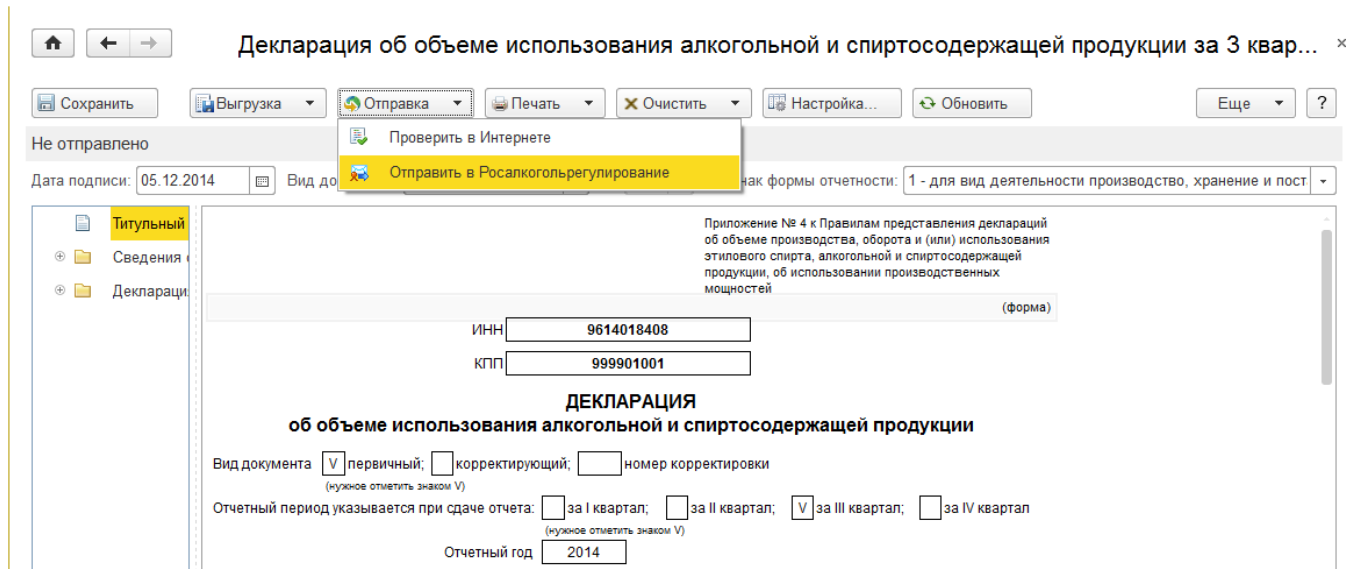 Декларация об объеме использования алкогольной и спиртосодержащей продукции за 3 квар... ×
Сохранить Выгрузка Отправка Печать Очистить Настройка... Обновить Еще ?
Не отправлено
Проверить в Интернете
Отправить в Росалкогольрегулирование
Дата подписи: 05.12.2014 Вид до нак формы отчетности: 1 - для вид деятельности производство, хранение и пост
Титульный
Сведения о
Декларация
Приложение № 4 к Правилам представления деклараций
об объеме производства, оборота и (или) использования
этилового спирта, алкогольной и спиртосодержащей
продукции, об использовании производственных
мощностей
(форма)
ИНН 9614018408
КПП 999901001
ДЕКЛАРАЦИЯ
об объеме использования алкогольной и спиртосодержащей продукции
Вид документа V первичный; корректирующий; номер корректировки
(нужное отметить знаком V)
Отчетный период указывается при сдаче отчета: за I квартал; за II квартал; V за III квартал; за IV квартал
(нужное отметить знаком V)
Отчетный год 2014